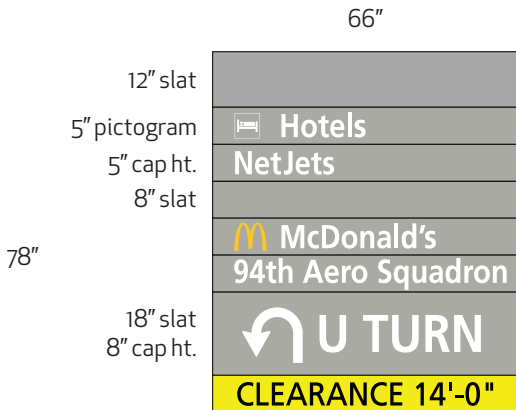 66"
12" slat
5" pictogram
Hotels
5" cap ht.
NetJets
8" slat
McDonald's
78"
94th Aero Squadron
18" slat
8" cap ht.
U TURN
CLEARANCE 14'-0"